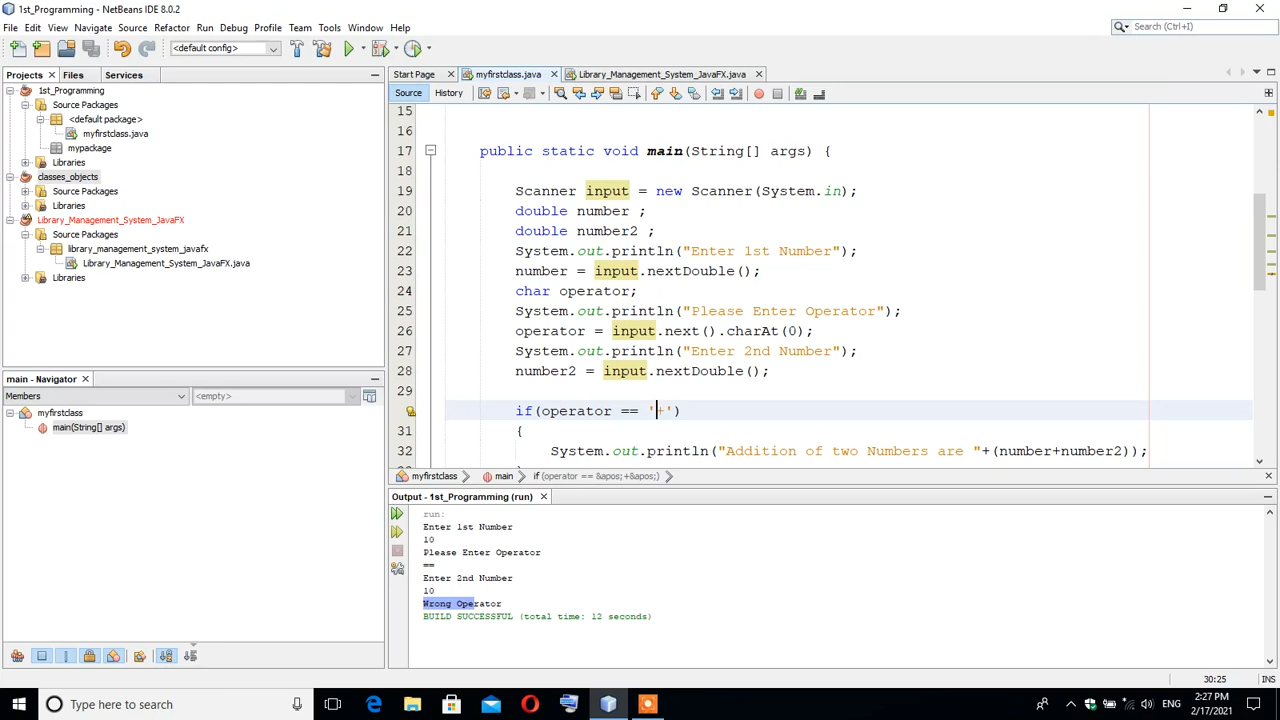 1st_Programming - NetBeans IDE 8.0.2
File Edit View Navigate Source Refactor Run Debug Profile Team Tools Window Help
Search (Ctrl+I)
<default config>
Projects Files Services
Start Page myfirstclass.java Library_Management_System_JavaFX.java
Source History
1st_Programming
Source Packages
<default package>
myfirstclass.java
mypackage
Libraries
classes_objects
Source Packages
Libraries
Library_Management_System_JavaFX
Source Packages
library_management_system_javafx
Library_Management_System_JavaFX.java
Libraries
15
16
17 public static void main(String[] args) {
18
19 Scanner input = new Scanner(System.in);
20 double number ;
21 double number2 ;
22 System.out.println("Enter 1st Number");
23 number = input.nextDouble();
24 char operator;
25 System.out.println("Please Enter Operator");
26 operator = input.next().charAt(0);
27 System.out.println("Enter 2nd Number");
28 number2 = input.nextDouble();
29
if(operator == '+')
31 {
32 System.out.println("Addition of two Numbers are "+(number+number2));
myfirstclass main if (operator == &apos;+&apos;)
main - Navigator
Members <empty>
myfirstclass
main(String[] args)
Output - 1st_Programming (run)
run:
Enter 1st Number
10
Please Enter Operator
==
Enter 2nd Number
10
Wrong Operator
BUILD SUCCESSFUL (total time: 12 seconds)
30:25 INS
Type here to search
ENG
2:27 PM
2/17/2021